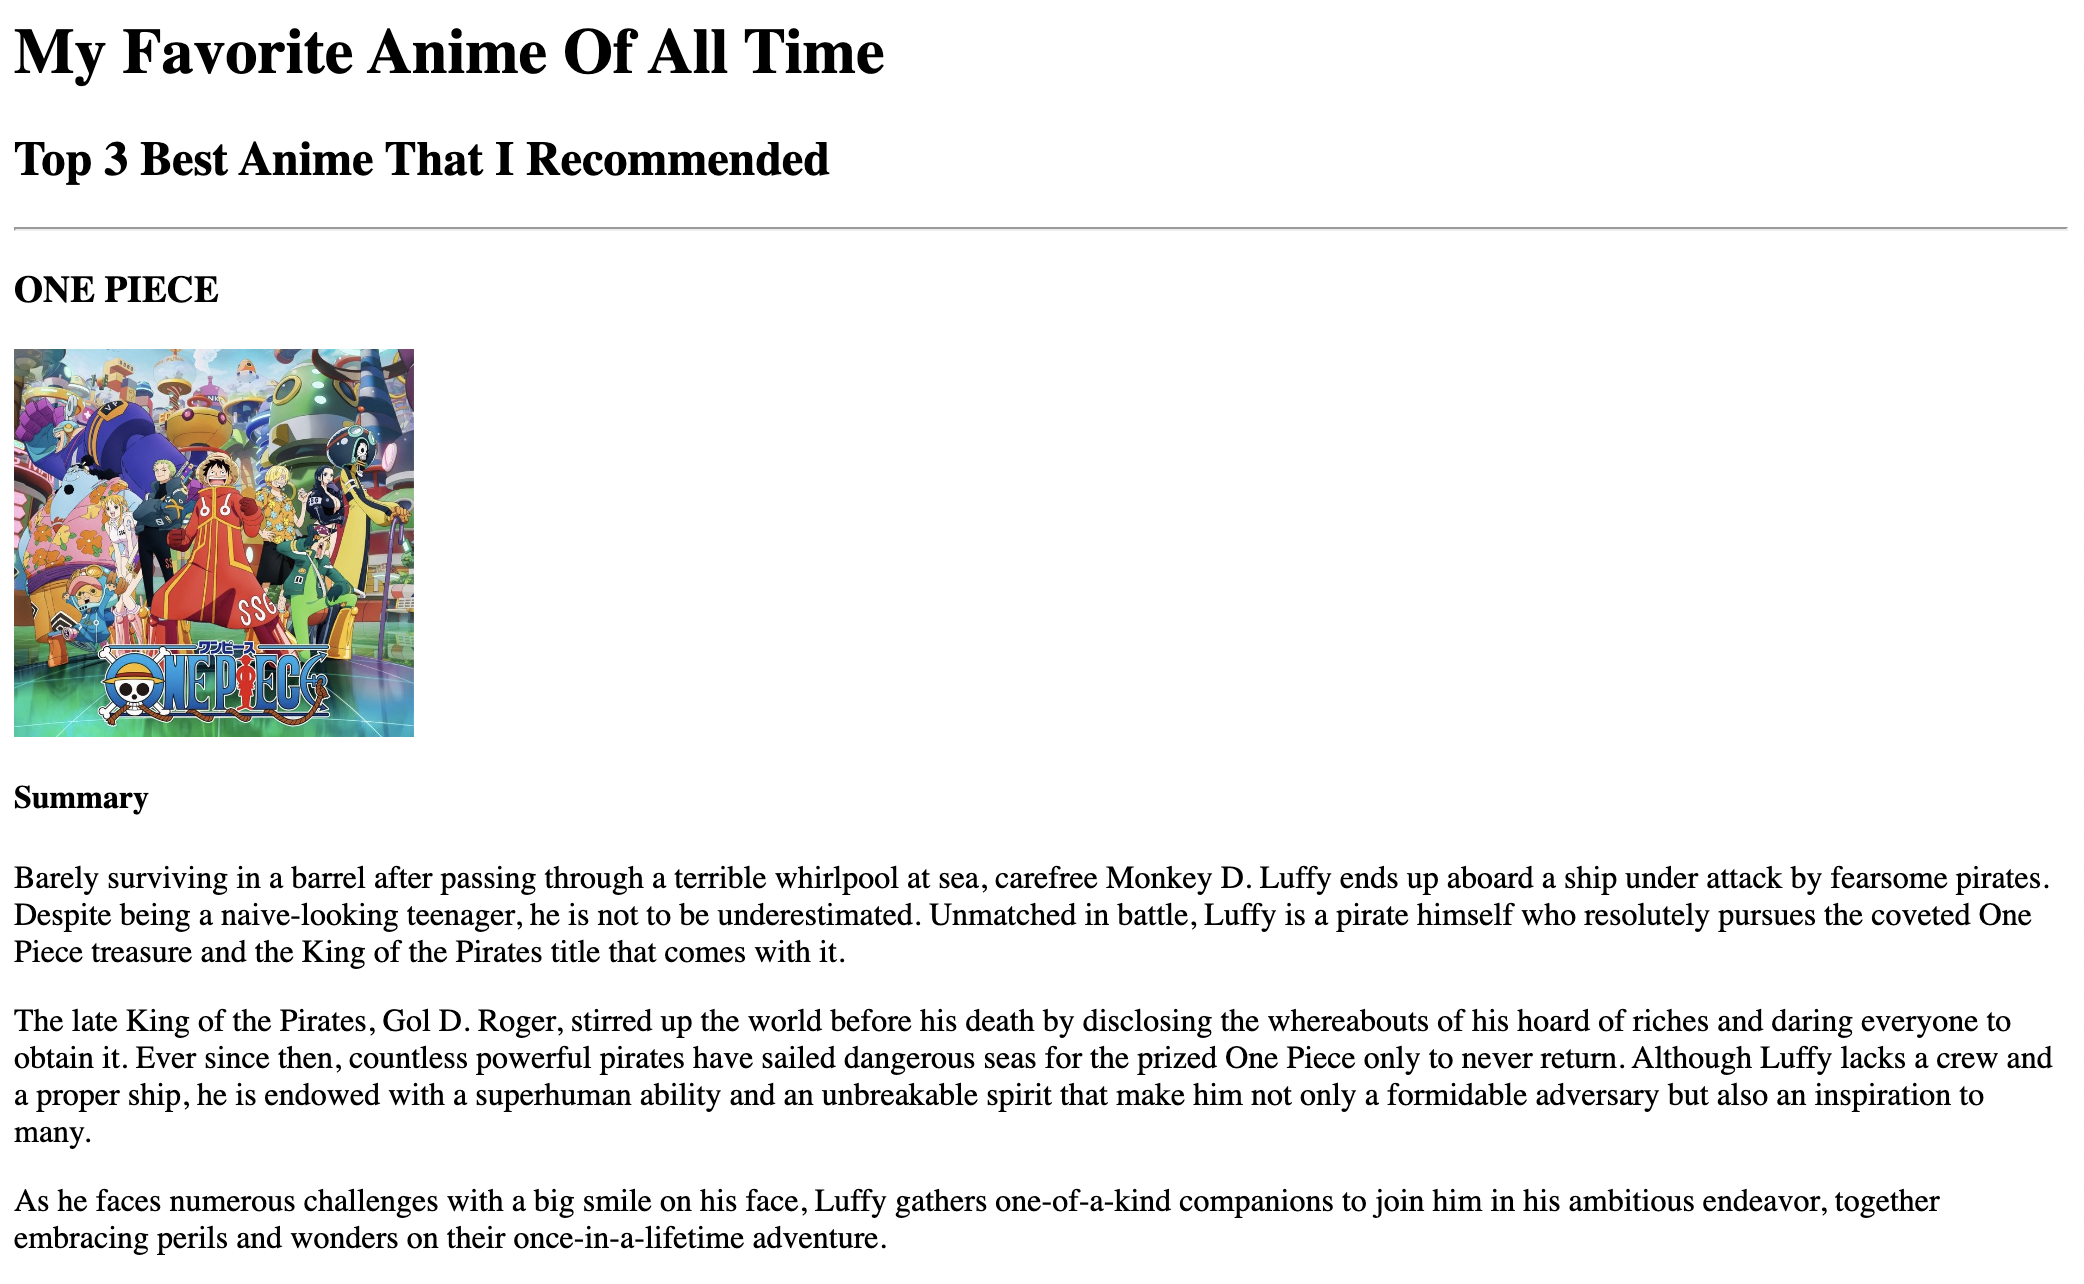 My Favorite Anime Of All Time
Top 3 Best Anime That I Recommended
ONE PIECE
SSG
ワンピース
ONE PIECE
Summary
Barely surviving in a barrel after passing through a terrible whirlpool at sea, carefree Monkey D. Luffy ends up aboard a ship under attack by fearsome pirates.
Despite being a naive-looking teenager, he is not to be underestimated. Unmatched in battle, Luffy is a pirate himself who resolutely pursues the coveted One
Piece treasure and the King of the Pirates title that comes with it.
The late King of the Pirates, Gol D. Roger, stirred up the world before his death by disclosing the whereabouts of his hoard of riches and daring everyone to
obtain it. Ever since then, countless powerful pirates have sailed dangerous seas for the prized One Piece only to never return. Although Luffy lacks a crew and
a proper ship, he is endowed with a superhuman ability and an unbreakable spirit that make him not only a formidable adversary but also an inspiration to
many.
As he faces numerous challenges with a big smile on his face, Luffy gathers one-of-a-kind companions to join him in his ambitious endeavor, together
embracing perils and wonders on their once-in-a-lifetime adventure.